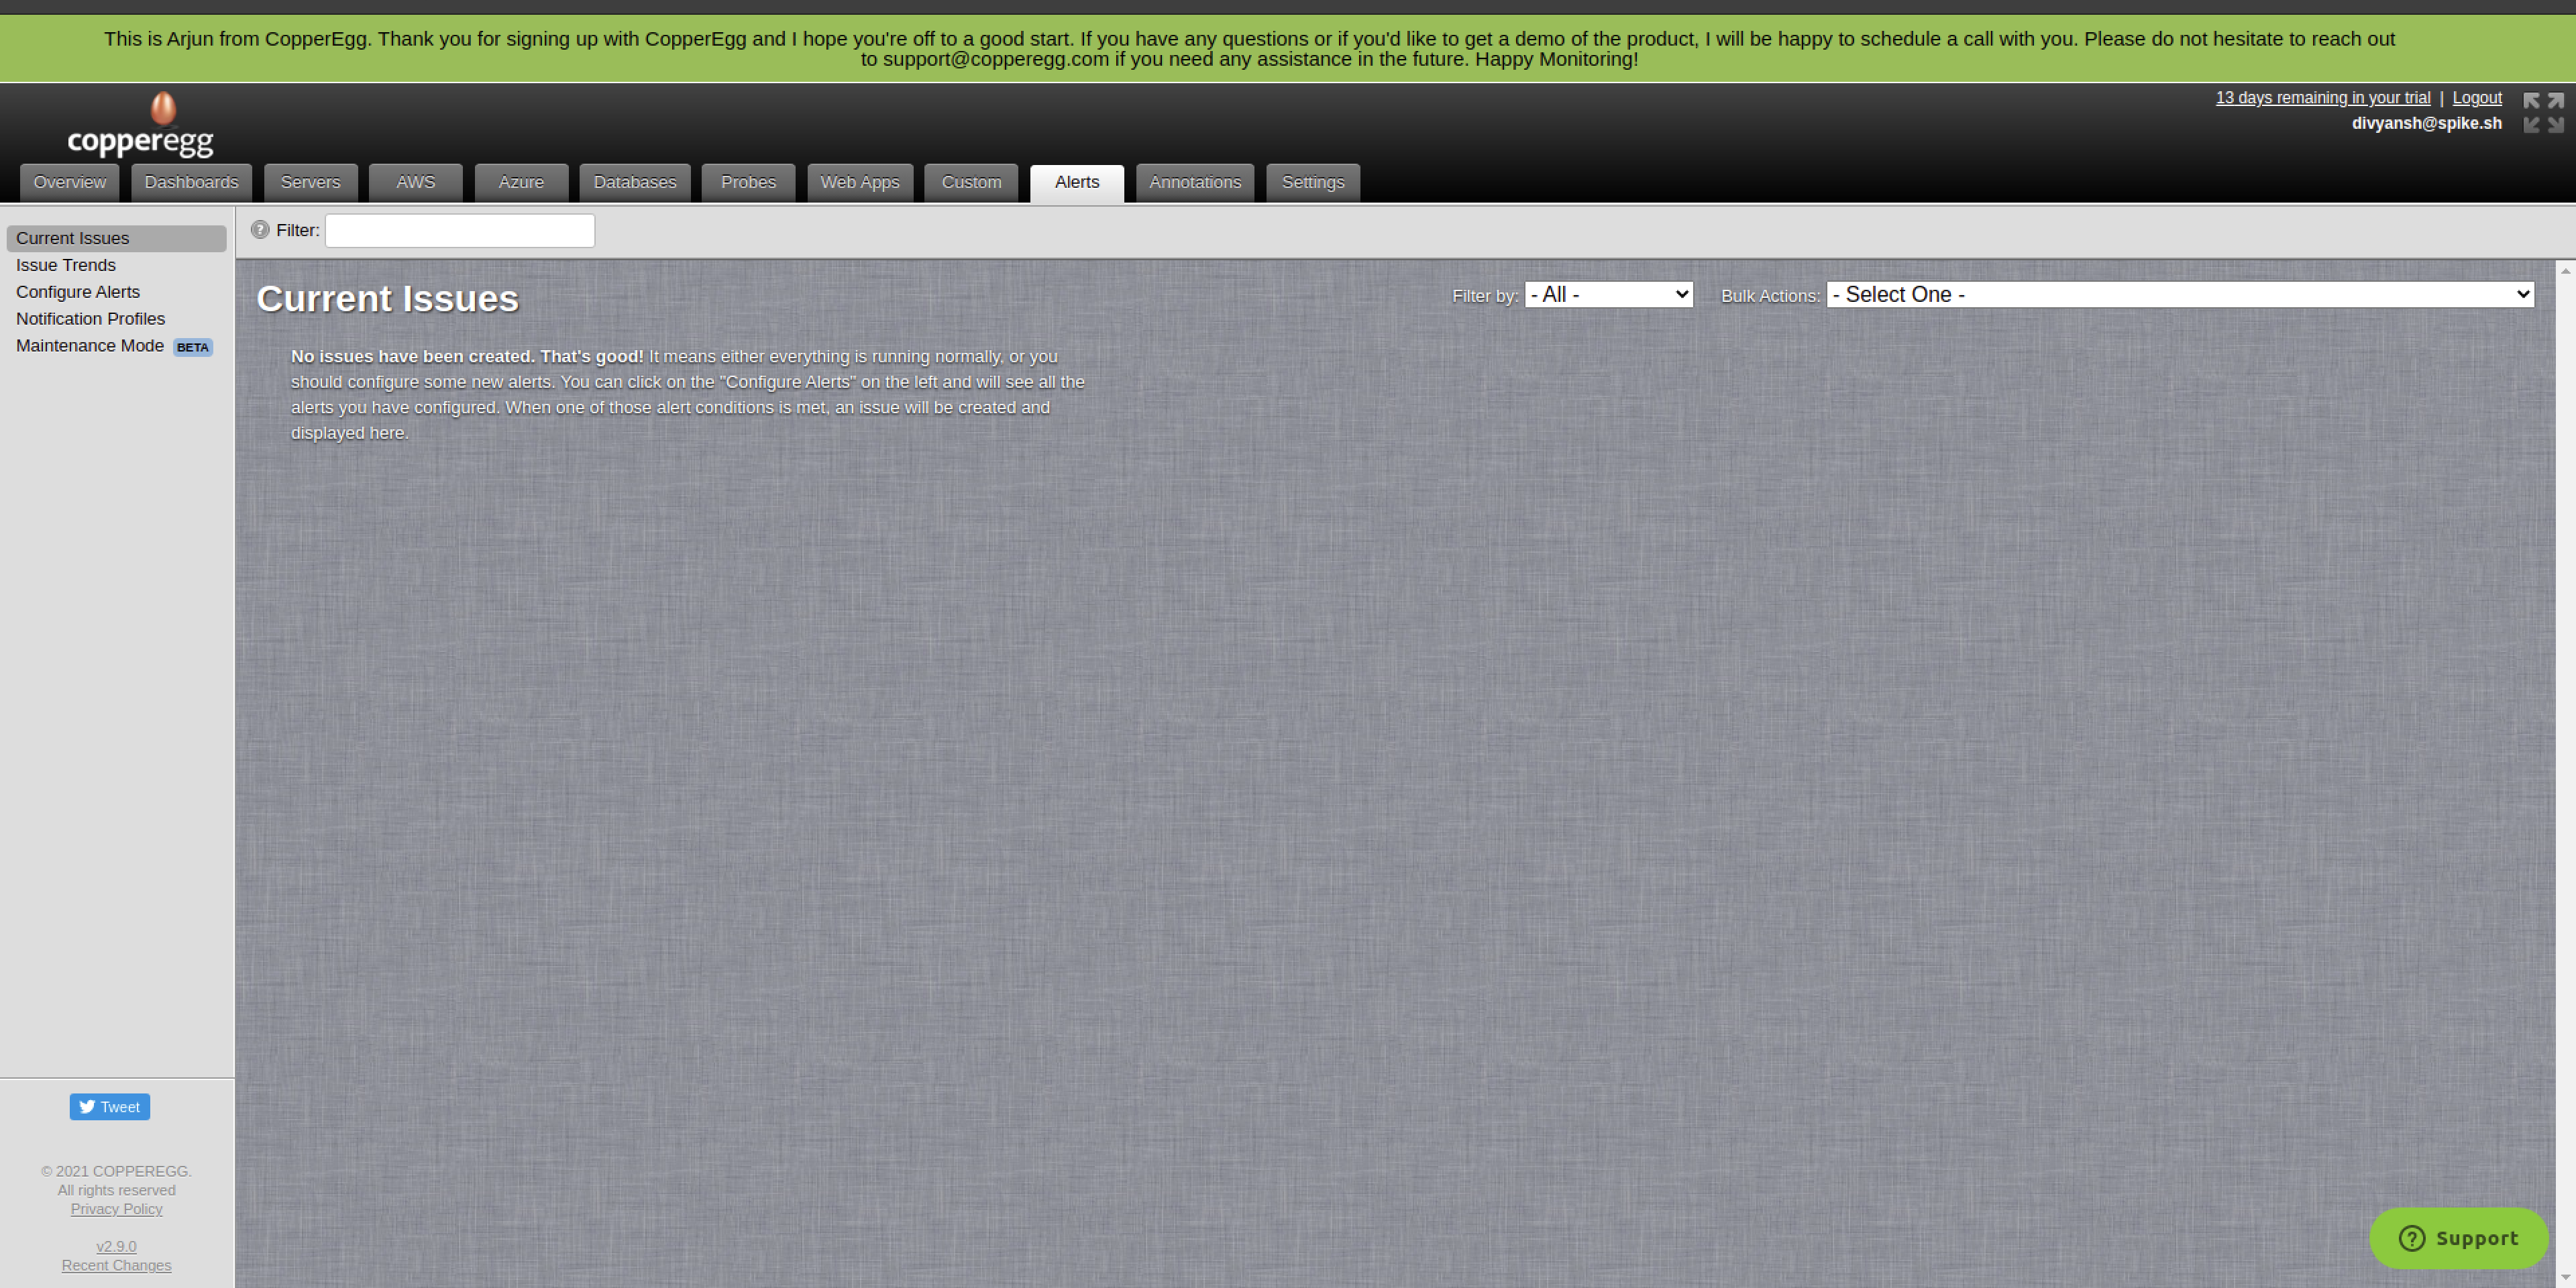 This is Arjun from CopperEgg. Thank you for signing up with CopperEgg and I hope you're off to a good start. If you have any questions or if you'd like to get a demo of the product, I will be happy to schedule a call with you. Please do not hesitate to reach out
to support@copperegg.com if you need any assistance in the future. Happy Monitoring!
copperegg
13 days remaining in your trial | Logout
divyansh@spike.sh
Overview Dashboards Servers AWS Azure Databases Probes Web Apps Custom Alerts Annotations Settings
Current Issues
Issue Trends
Configure Alerts
Notification Profiles
Maintenance Mode BETA
? Filter:
Current Issues
Filter by: - All - Bulk Actions: - Select One -
No issues have been created. That's good! It means either everything is running normally, or you
should configure some new alerts. You can click on the "Configure Alerts" on the left and will see all the
alerts you have configured. When one of those alert conditions is met, an issue will be created and
displayed here.
Tweet
© 2021 COPPEREGG.
All rights reserved
Privacy Policy
v2.9.0
Recent Changes
? Support